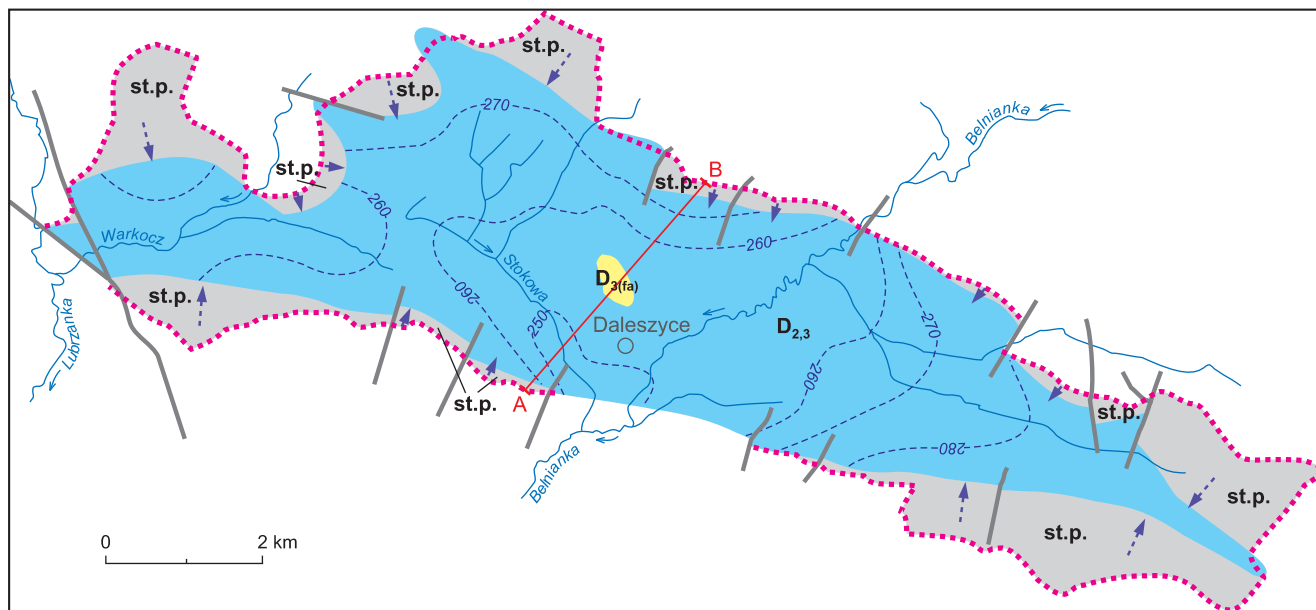 st.p.
st.p.
st.p.
270
Belnianka
st.p.
st.p.
B
260
260
Warkocz
Stokowa
D3(fa)
260
270
250
D2,3
Daleszyce
Lubrzanka
st.p.
260
A
st.p.
st.p.
280
Belnianka
st.p.
st.p.
0 2 km